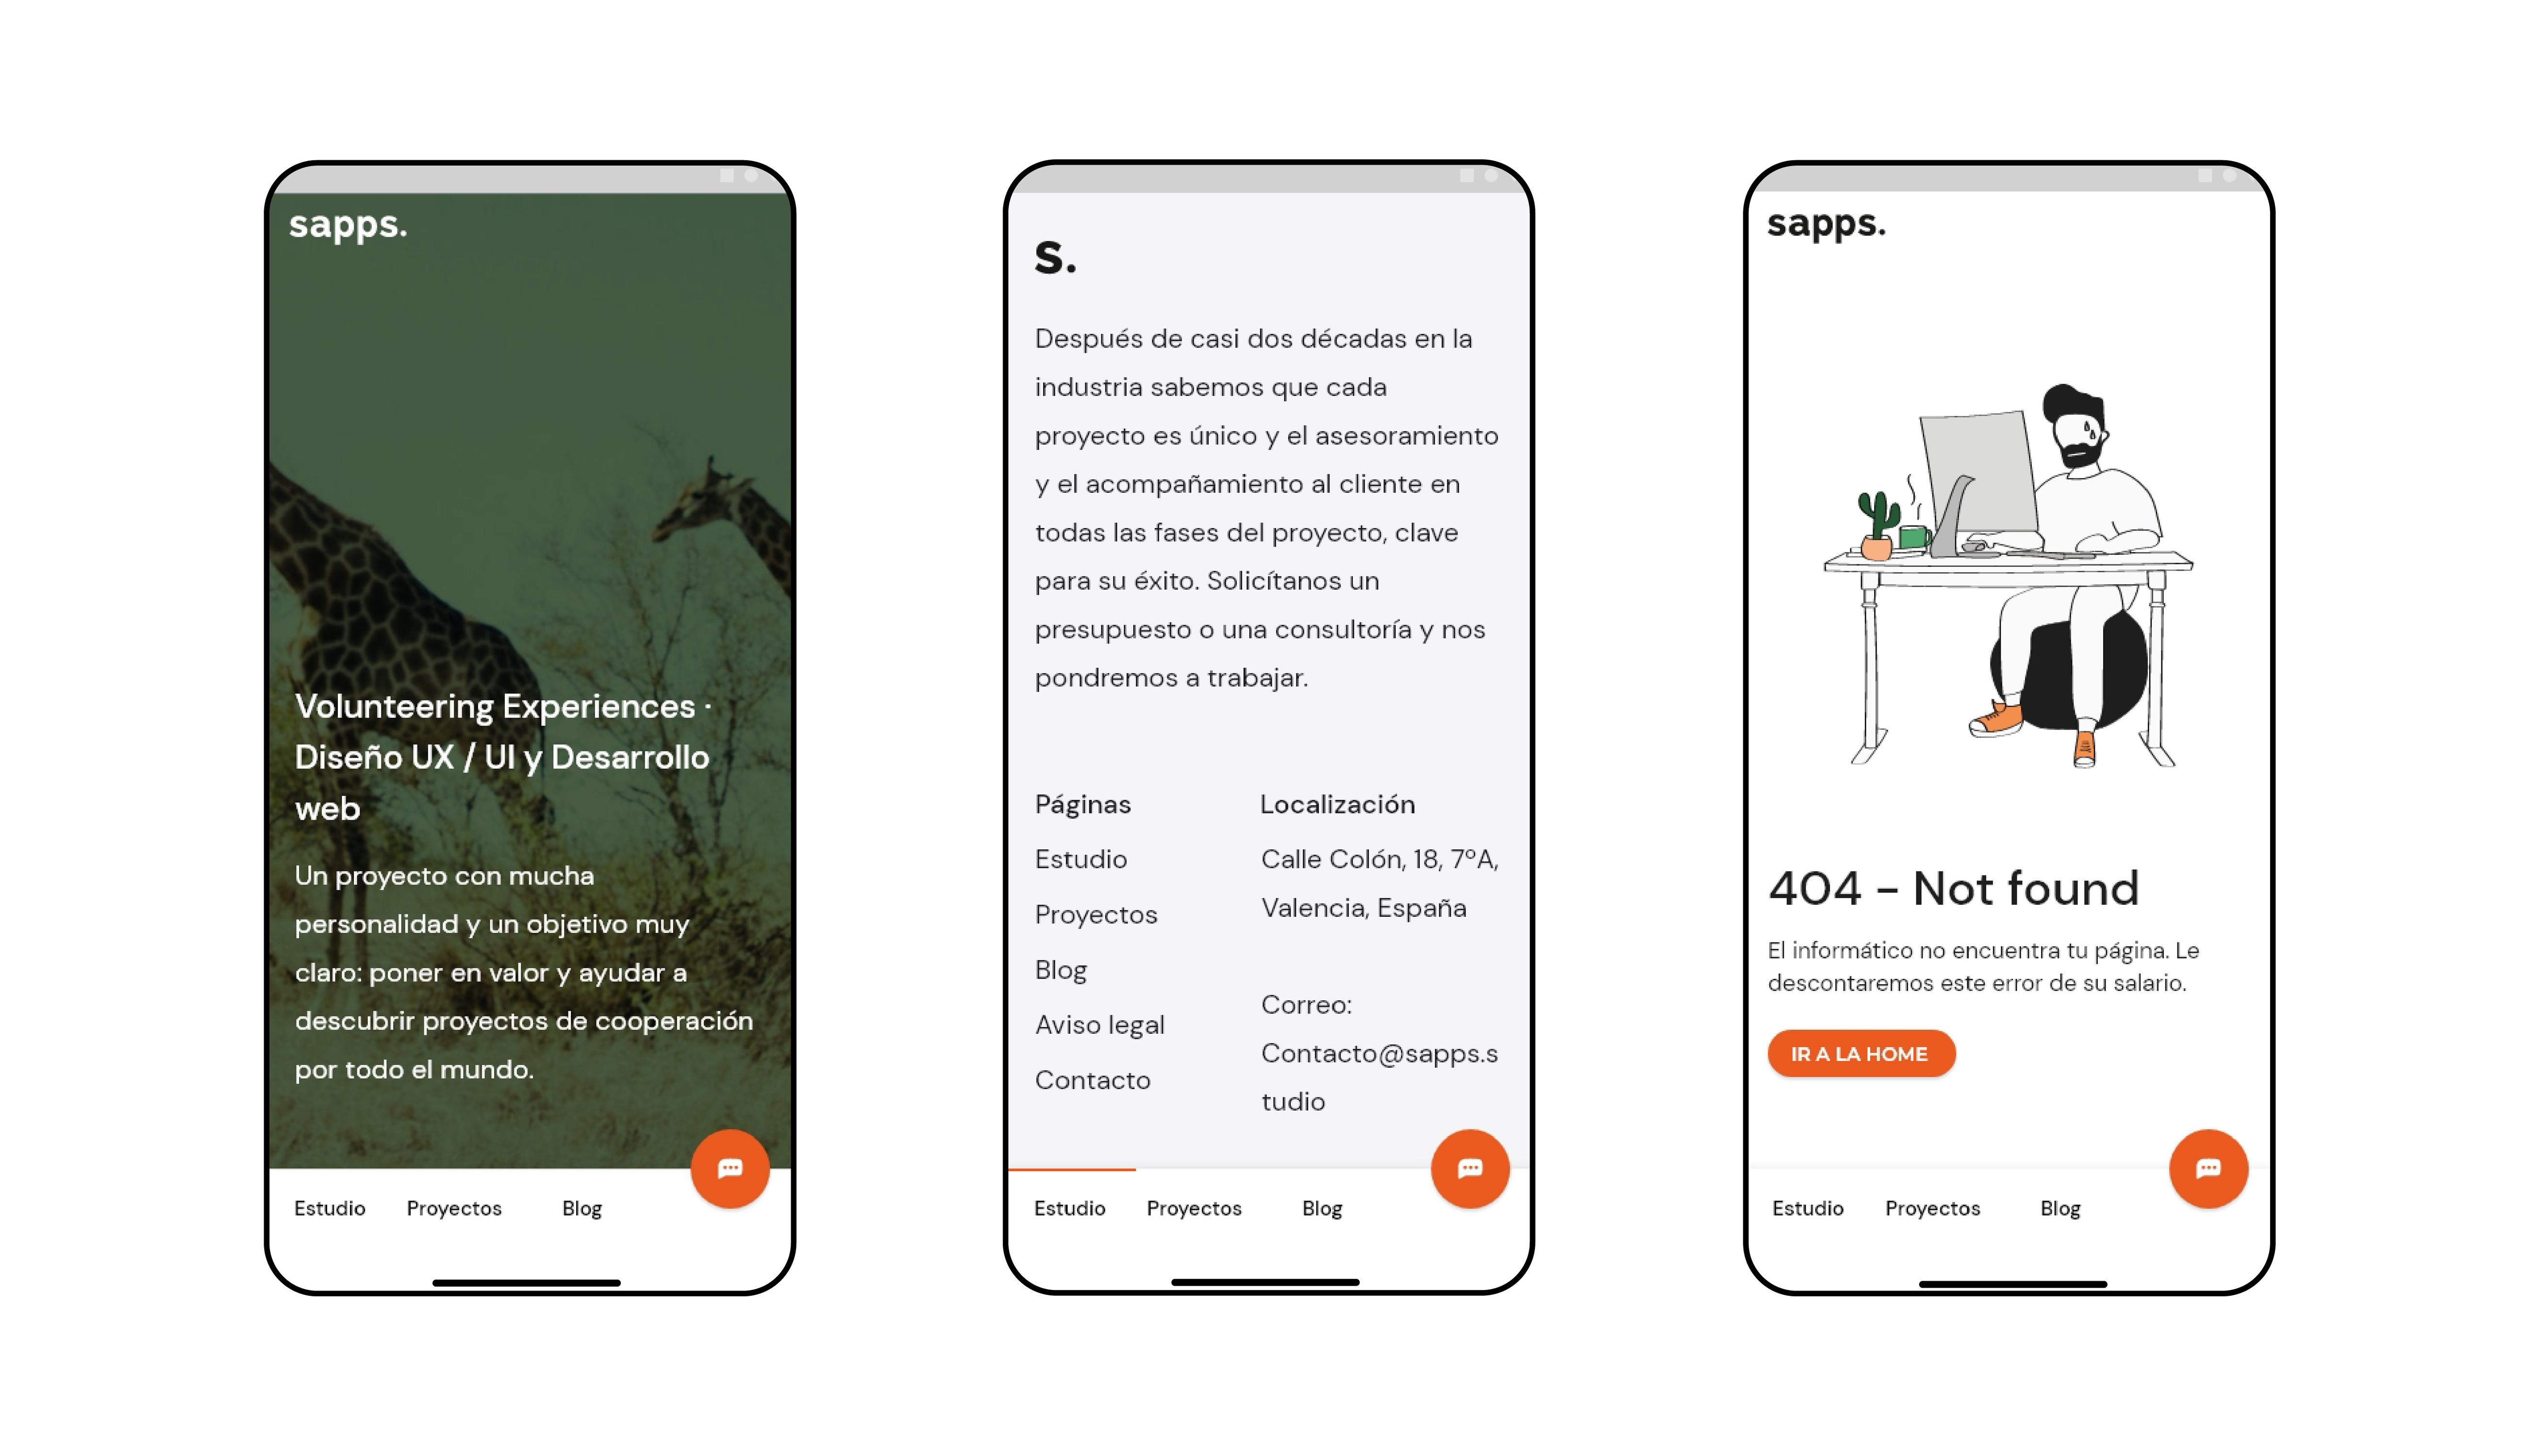 sapps.
Volunteering Experiences ·
Diseño UX / UI y Desarrollo
web
Un proyecto con mucha
personalidad y un objetivo muy
claro: poner en valor y ayudar a
descubrir proyectos de cooperación
por todo el mundo.
Estudio Proyectos Blog
s.
Después de casi dos décadas en la
industria sabemos que cada
proyecto es único y el asesoramiento
y el acompañamiento al cliente en
todas las fases del proyecto, clave
para su éxito. Solicítanos un
presupuesto o una consultoría y nos
pondremos a trabajar.
Páginas
Estudio
Proyectos
Blog
Aviso legal
Contacto
Localización
Calle Colón, 18, 7ºA,
Valencia, España
Correo:
Contacto@sapps.s
tudio
Estudio Proyectos Blog
sapps.
404 – Not found
El informático no encuentra tu página. Le
descontaremos este error de su salario.
IR A LA HOME
Estudio Proyectos Blog